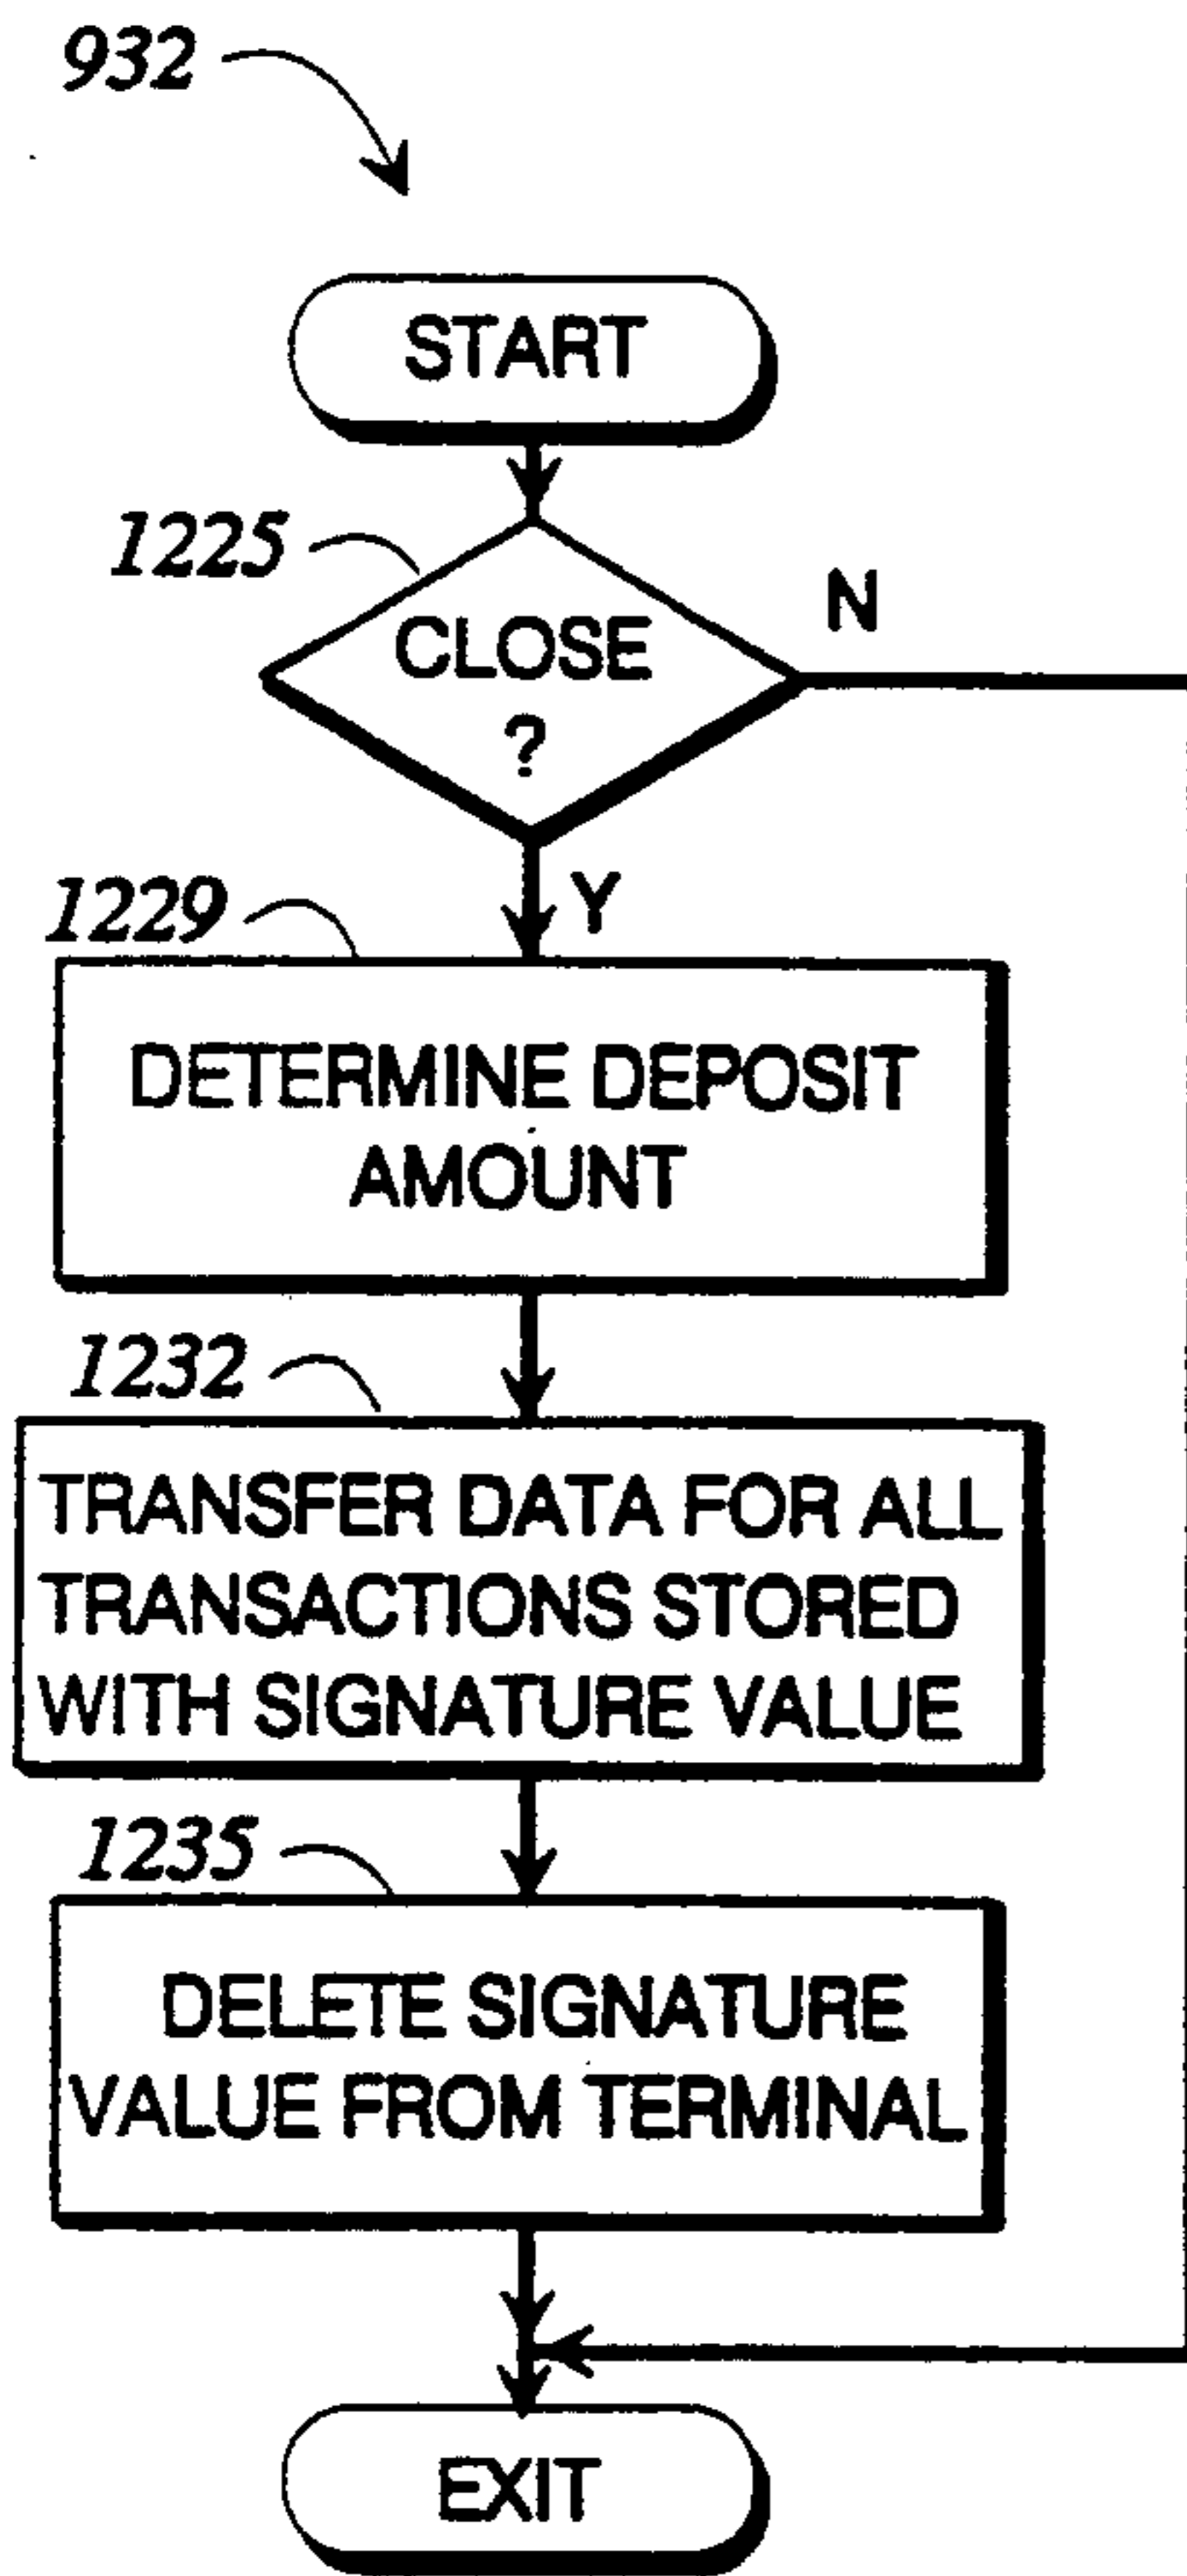 932
START
1225
CLOSE
?
N
Y
1229
DETERMINE DEPOSIT
AMOUNT
1232
TRANSFER DATA FOR ALL
TRANSACTIONS STORED
WITH SIGNATURE VALUE
1235
DELETE SIGNATURE
VALUE FROM TERMINAL
EXIT